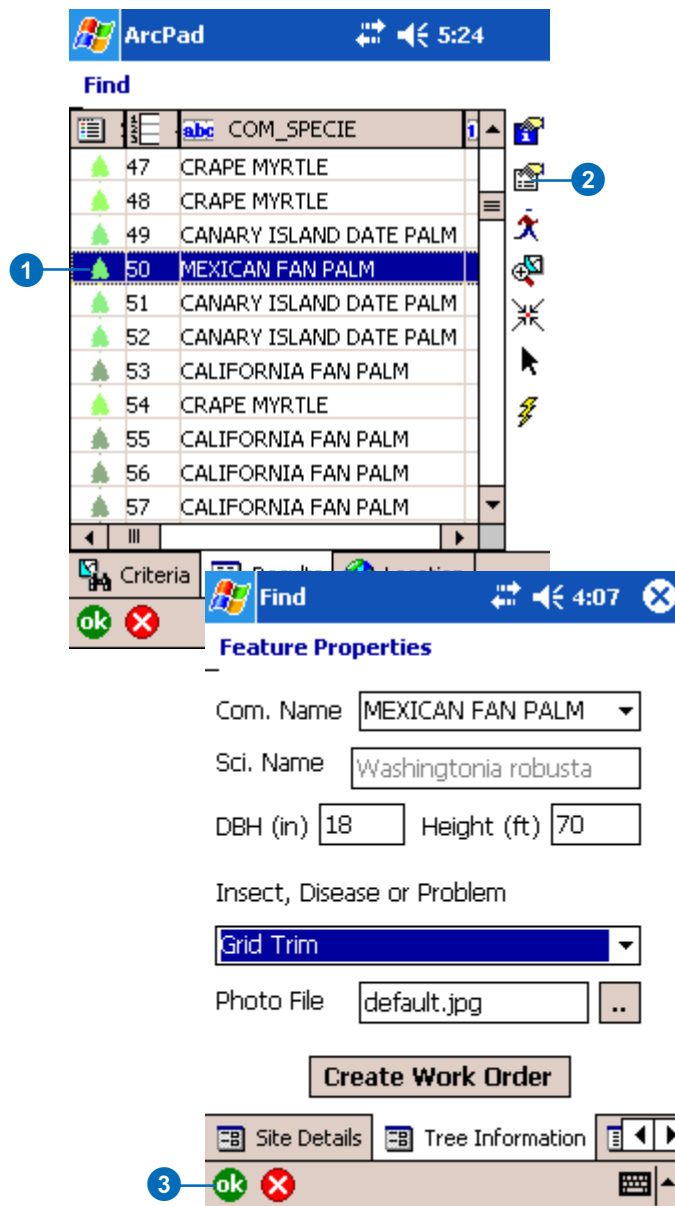 ArcPad 5:24
Find
abc COM_SPECIE 1
47 CRAPE MYRTLE
48 CRAPE MYRTLE
49 CANARY ISLAND DATE PALM
2
1
50 MEXICAN FAN PALM
51 CANARY ISLAND DATE PALM
52 CANARY ISLAND DATE PALM
53 CALIFORNIA FAN PALM
54 CRAPE MYRTLE
55 CALIFORNIA FAN PALM
56 CALIFORNIA FAN PALM
57 CALIFORNIA FAN PALM
Criteria
ok
Find 4:07
Feature Properties
Com. Name MEXICAN FAN PALM
Sci. Name Washingtonia robusta
DBH (in) 18 Height (ft) 70
Insect, Disease or Problem
Grid Trim
Photo File default.jpg ..
Create Work Order
Site Details Tree Information
3
ok